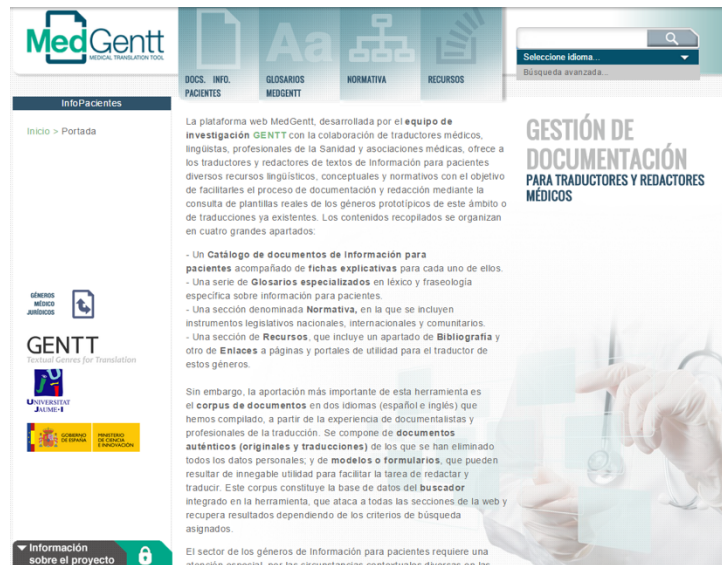 MedGentt
MEDICAL TRANSLATION TOOL
Aa
DOCS. INFO.
PACIENTES
GLOSARIOS
MEDGENTT
NORMATIVA
RECURSOS
Seleccione idioma...
Búsqueda avanzada...
InfoPacientes
Inicio > Portada
GÉNEROS
MÉDICO
JURÍDICOS
GENTT
Textual Genres for Translation
UNIVERSITAT
JAUME•I
GOBIERNO
DE ESPAÑA
MINISTERIO
DE CIENCIA
E INNOVACIÓN
Información
sobre el proyecto
La plataforma web MedGentt, desarrollada por el equipo de
investigación GENTT con la colaboración de traductores médicos,
lingüistas, profesionales de la Sanidad y asociaciones médicas, ofrece a
los traductores y redactores de textos de Información para pacientes
diversos recursos lingüísticos, conceptuales y normativos con el objetivo
de facilitarles el proceso de documentación y redacción mediante la
consulta de plantillas reales de los géneros prototípicos de este ámbito o
de traducciones ya existentes. Los contenidos recopilados se organizan
en cuatro grandes apartados:
- Un Catálogo de documentos de Información para
pacientes acompañado de fichas explicativas para cada uno de ellos.
- Una serie de Glosarios especializados en léxico y fraseología
específica sobre información para pacientes.
- Una sección denominada Normativa, en la que se incluyen
instrumentos legislativos nacionales, internacionales y comunitarios.
- Una sección de Recursos, que incluye un apartado de Bibliografía y
otro de Enlaces a páginas y portales de utilidad para el traductor de
estos géneros.
Sin embargo, la aportación más importante de esta herramienta es
el corpus de documentos en dos idiomas (español e inglés) que
hemos compilado, a partir de la experiencia de documentalistas y
profesionales de la traducción. Se compone de documentos
auténticos (originales y traducciones) de los que se han eliminado
todos los datos personales; y de modelos o formularios, que pueden
resultar de innegable utilidad para facilitar la tarea de redactar y
traducir. Este corpus constituye la base de datos del buscador
integrado en la herramienta, que ataca a todas las secciones de la web y
recupera resultados dependiendo de los criterios de búsqueda
asignados.
El sector de los géneros de Información para pacientes requiere una
atención especial, por las circunstancias contextuales diversas en las
GESTIÓN DE
DOCUMENTACIÓN
PARA TRADUCTORES Y REDACTORES
MÉDICOS